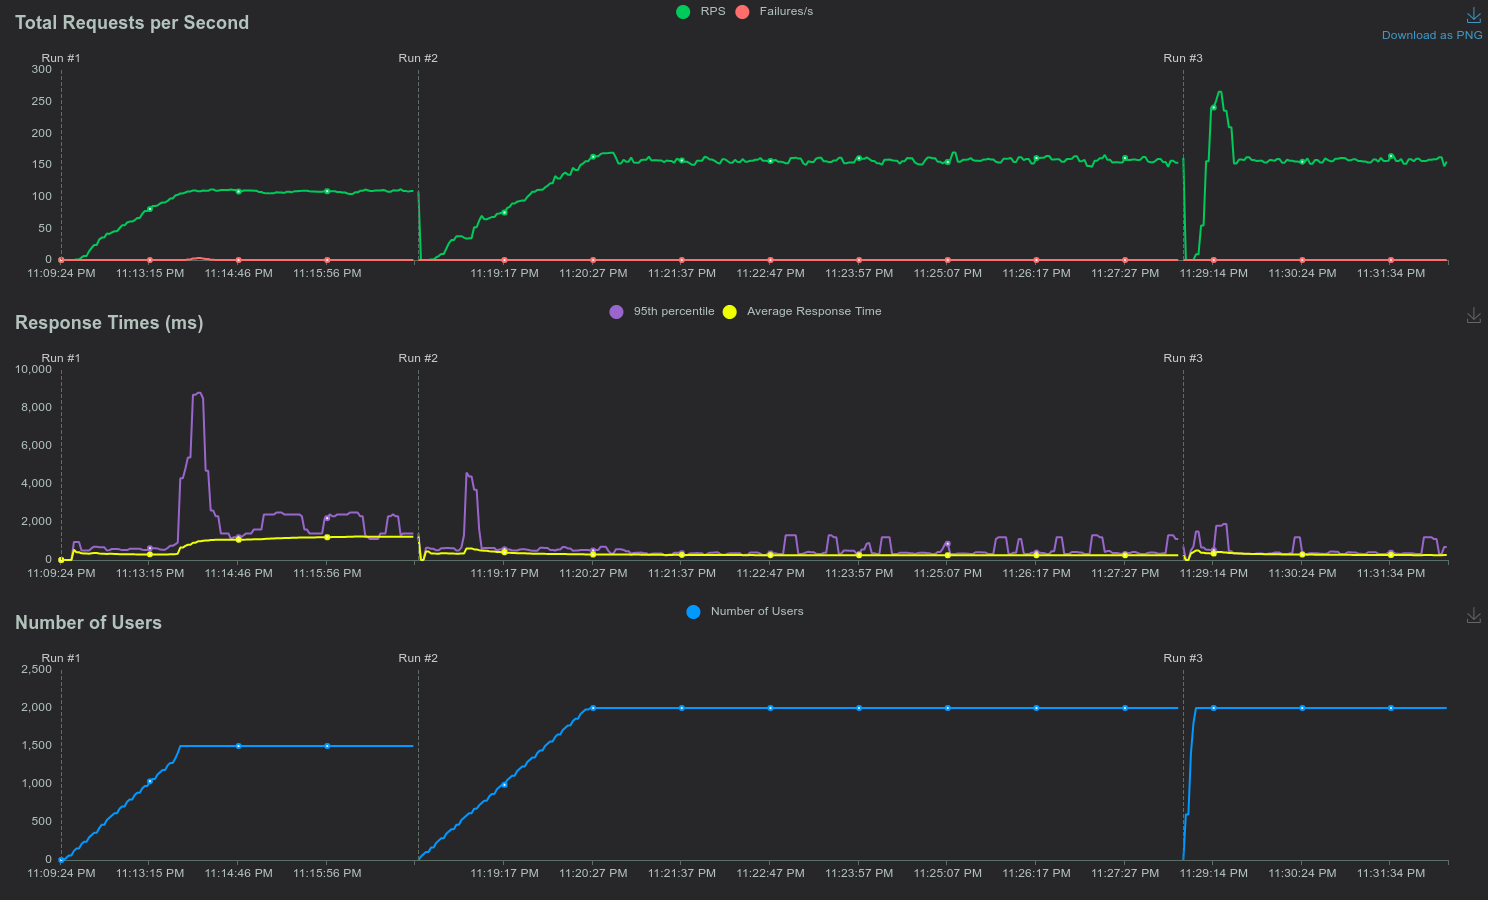 Total Requests per Second
RPS Failures/s
Download as PNG
Run #1 Run #2 Run #3
300
250
200
150
100
50
0
11:09:24 PM 11:13:15 PM 11:14:46 PM 11:15:56 PM 11:19:17 PM 11:20:27 PM 11:21:37 PM 11:22:47 PM 11:23:57 PM 11:25:07 PM 11:26:17 PM 11:27:27 PM 11:29:14 PM 11:30:24 PM 11:31:34 PM
Response Times (ms)
95th percentile Average Response Time
Run #1 Run #2 Run #3
10,000
8,000
6,000
4,000
2,000
0
11:09:24 PM 11:13:15 PM 11:14:46 PM 11:15:56 PM 11:19:17 PM 11:20:27 PM 11:21:37 PM 11:22:47 PM 11:23:57 PM 11:25:07 PM 11:26:17 PM 11:27:27 PM 11:29:14 PM 11:30:24 PM 11:31:34 PM
Number of Users
Number of Users
Run #1 Run #2 Run #3
2,500
2,000
1,500
1,000
500
0
11:09:24 PM 11:13:15 PM 11:14:46 PM 11:15:56 PM 11:19:17 PM 11:20:27 PM 11:21:37 PM 11:22:47 PM 11:23:57 PM 11:25:07 PM 11:26:17 PM 11:27:27 PM 11:29:14 PM 11:30:24 PM 11:31:34 PM